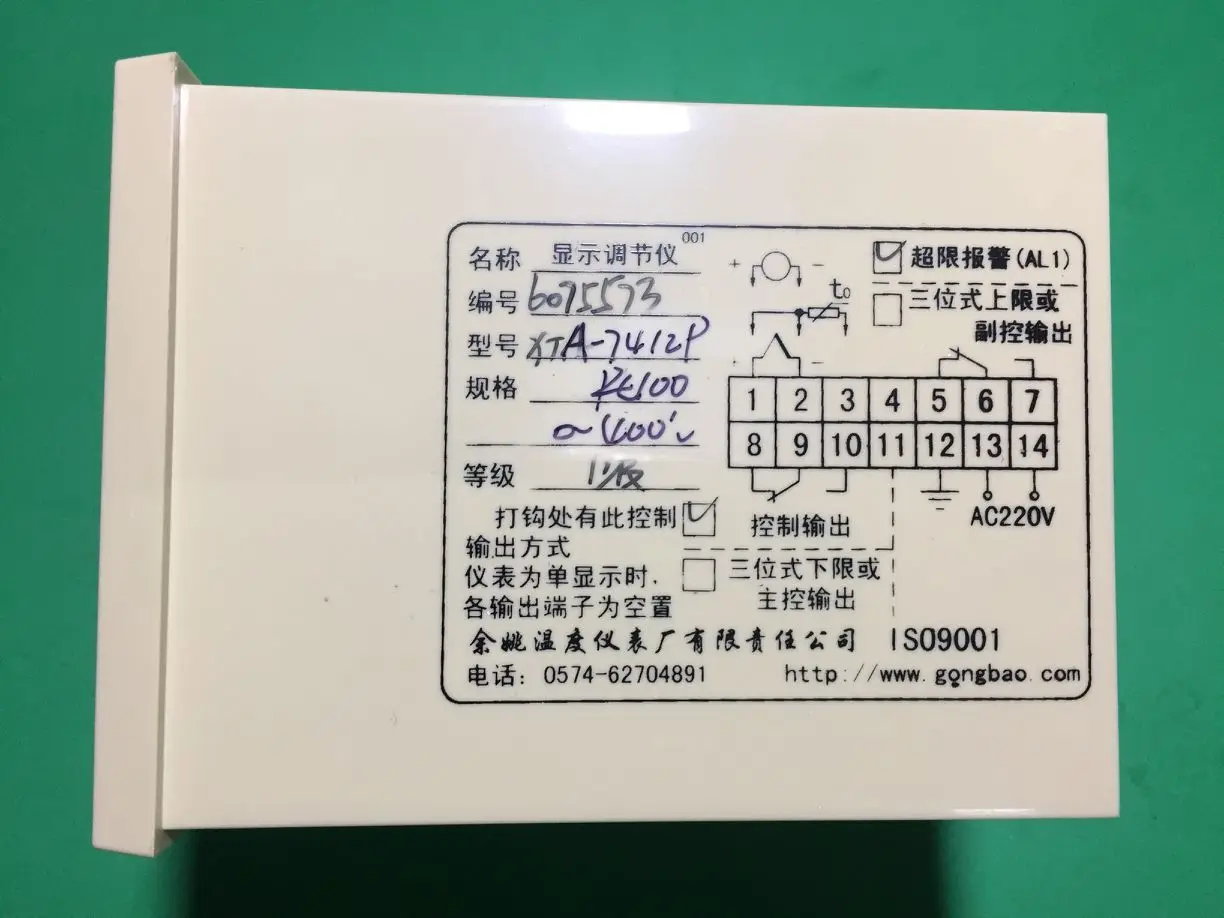 名称 显示调节仪 001
编号 6075573
型号 XTA-7412P
规格 Pt100
0~400℃
等级 1级
打钩处有此控制
输出方式
仪表为单显示时.
各输出端子为空置
+ -
t0
+ -
超限报警(AL1)
三位式上限或
副控输出
1 2 3 4 5 6 7
8 9 10 11 12 13 14
控制输出
AC220V
三位式下限或
主控输出
余姚温度仪表厂有限责任公司 ISO9001
电话: 0574-62704891 http://www.gongbao.com